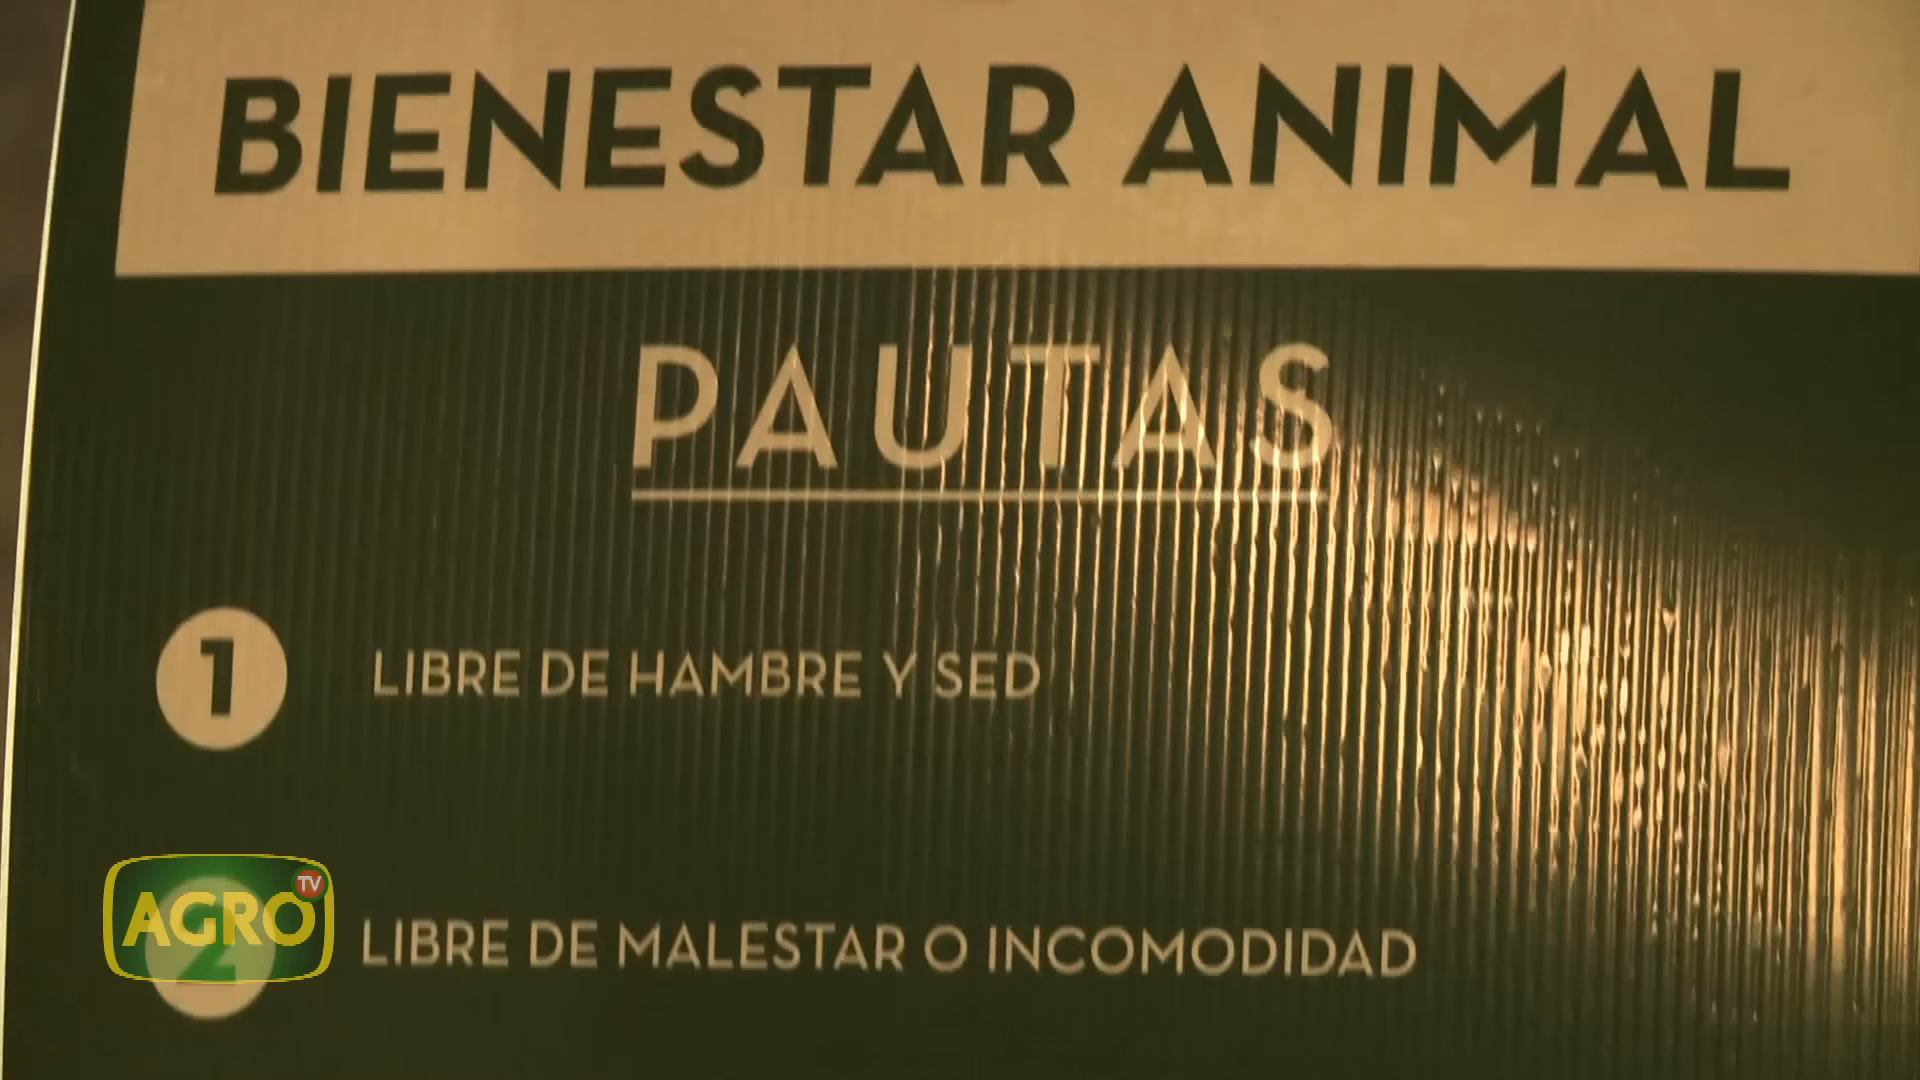 BIENESTAR ANIMAL
PAUTAS
1 LIBRE DE HAMBRE Y SED
2 LIBRE DE MALESTAR O INCOMODIDAD
AGRO TV